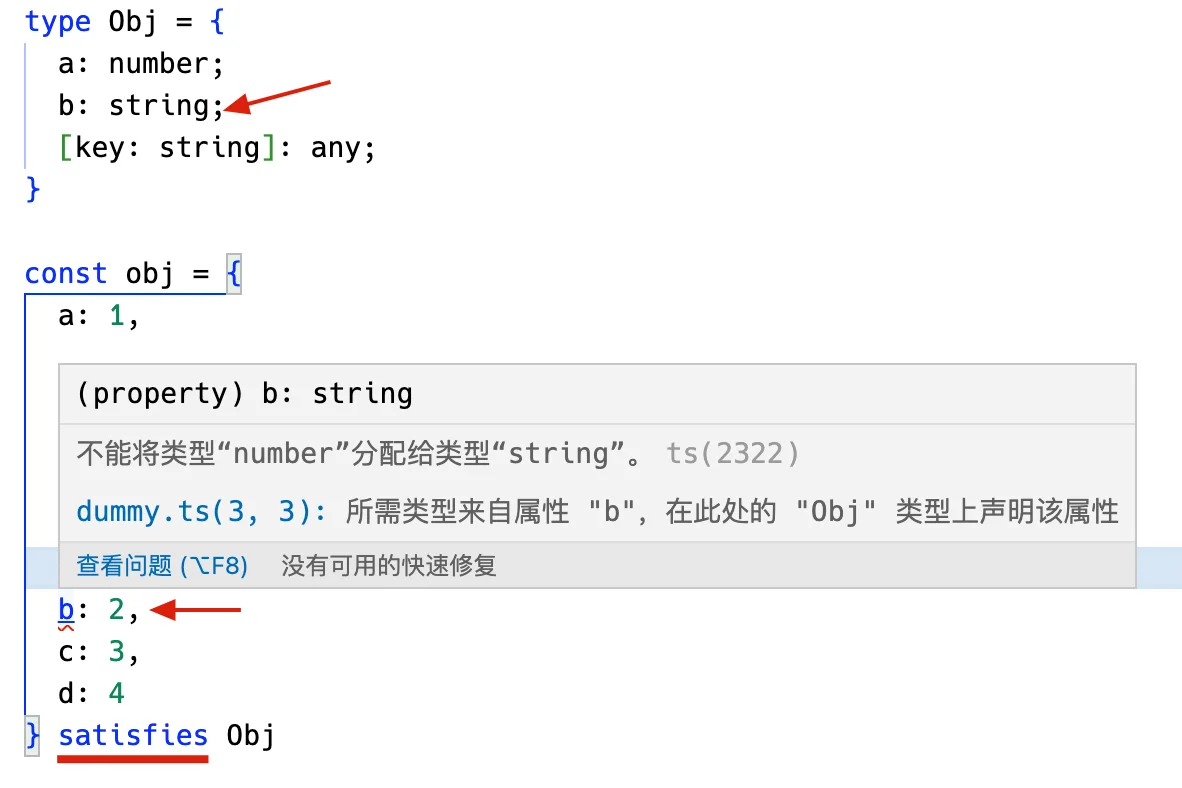 type Obj = {
a: number;
b: string;
[key: string]: any;
}
const obj = {
a: 1,
(property) b: string
不能将类型“number”分配给类型“string”。 ts(2322)
dummy.ts(3, 3): 所需类型来自属性 "b"，在此处的 "Obj" 类型上声明该属性
查看问题 (⌥F8) 没有可用的快速修复
b: 2,
c: 3,
d: 4
} satisfies Obj